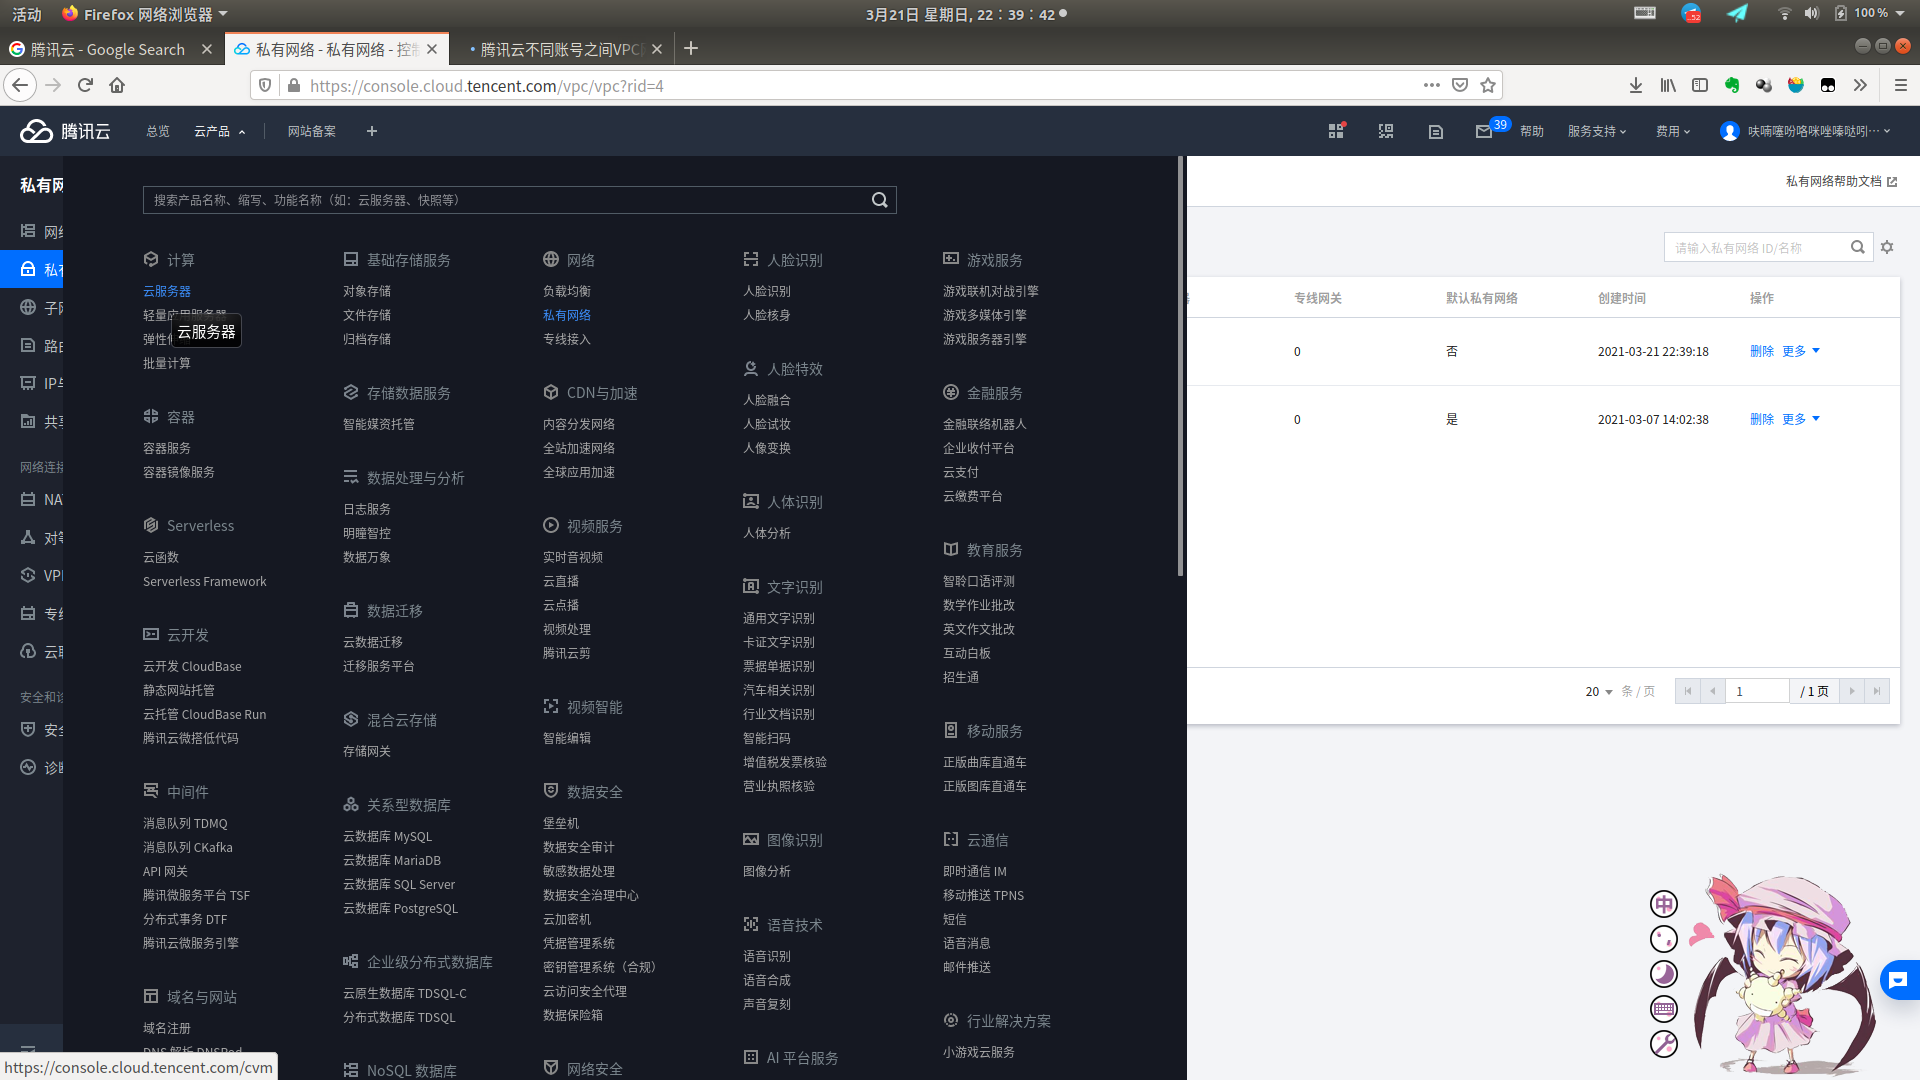 活动
Firefox 网络浏览器
3月21日 星期日, 22：39：42
52
100 %
腾讯云 - Google Search
私有网络 - 私有网络 - 控制
腾讯云不同账号之间VPC
https://console.cloud.tencent.com/vpc/vpc?rid=4
腾讯云
总览
云产品
网站备案
39
帮助
服务支持
费用
私有网
私有网络帮助文档
搜索产品名称、缩写、功能名称（如：云服务器、快照等）
请输入私有网络 ID/名称
网络
私有
子网
路由
IP与
共享
网络连接
NAT
对等
VPN
专线
云联
安全和诊
安全
诊断
计算
云服务器
轻量应用服务器
弹性伸
云服务器
批量计算
容器
容器服务
容器镜像服务
Serverless
云函数
Serverless Framework
云开发
云开发 CloudBase
静态网站托管
云托管 CloudBase Run
腾讯云微搭低代码
中间件
消息队列 TDMQ
消息队列 CKafka
API 网关
腾讯微服务平台 TSF
分布式事务 DTF
腾讯云微服务引擎
域名与网站
域名注册
DNS 解析 DNSPod
基础存储服务
对象存储
文件存储
归档存储
存储数据服务
智能媒资托管
数据处理与分析
日志服务
明瞳智控
数据万象
数据迁移
云数据迁移
迁移服务平台
混合云存储
存储网关
关系型数据库
云数据库 MySQL
云数据库 MariaDB
云数据库 SQL Server
云数据库 PostgreSQL
企业级分布式数据库
云原生数据库 TDSQL-C
分布式数据库 TDSQL
NoSQL 数据库
网络
负载均衡
私有网络
专线接入
CDN与加速
内容分发网络
全站加速网络
全球应用加速
视频服务
实时音视频
云直播
云点播
视频处理
腾讯云剪
视频智能
智能编辑
数据安全
堡垒机
数据安全审计
敏感数据处理
数据安全治理中心
云加密机
凭据管理系统
密钥管理系统（合规）
云访问安全代理
数据保险箱
网络安全
人脸识别
人脸识别
人脸核身
人脸特效
人脸融合
人脸试妆
人像变换
人体识别
人体分析
文字识别
通用文字识别
卡证文字识别
票据单据识别
汽车相关识别
行业文档识别
智能扫码
增值税发票核验
营业执照核验
图像识别
图像分析
语音技术
语音识别
语音合成
声音复刻
AI 平台服务
游戏服务
游戏联机对战引擎
游戏多媒体引擎
游戏服务器引擎
金融服务
金融联络机器人
企业收付平台
云支付
云缴费平台
教育服务
智聆口语评测
数学作业批改
英文作文批改
互动白板
招生通
移动服务
正版曲库直通车
正版图库直通车
云通信
即时通信 IM
移动推送 TPNS
短信
语音消息
邮件推送
行业解决方案
小游戏云服务
专线网关
默认私有网络
创建时间
操作
0
否
2021-03-21 22:39:18
删除 更多
0
是
2021-03-07 14:02:38
删除 更多
20
条 / 页
1
/ 1 页
中
https://console.cloud.tencent.com/cvm